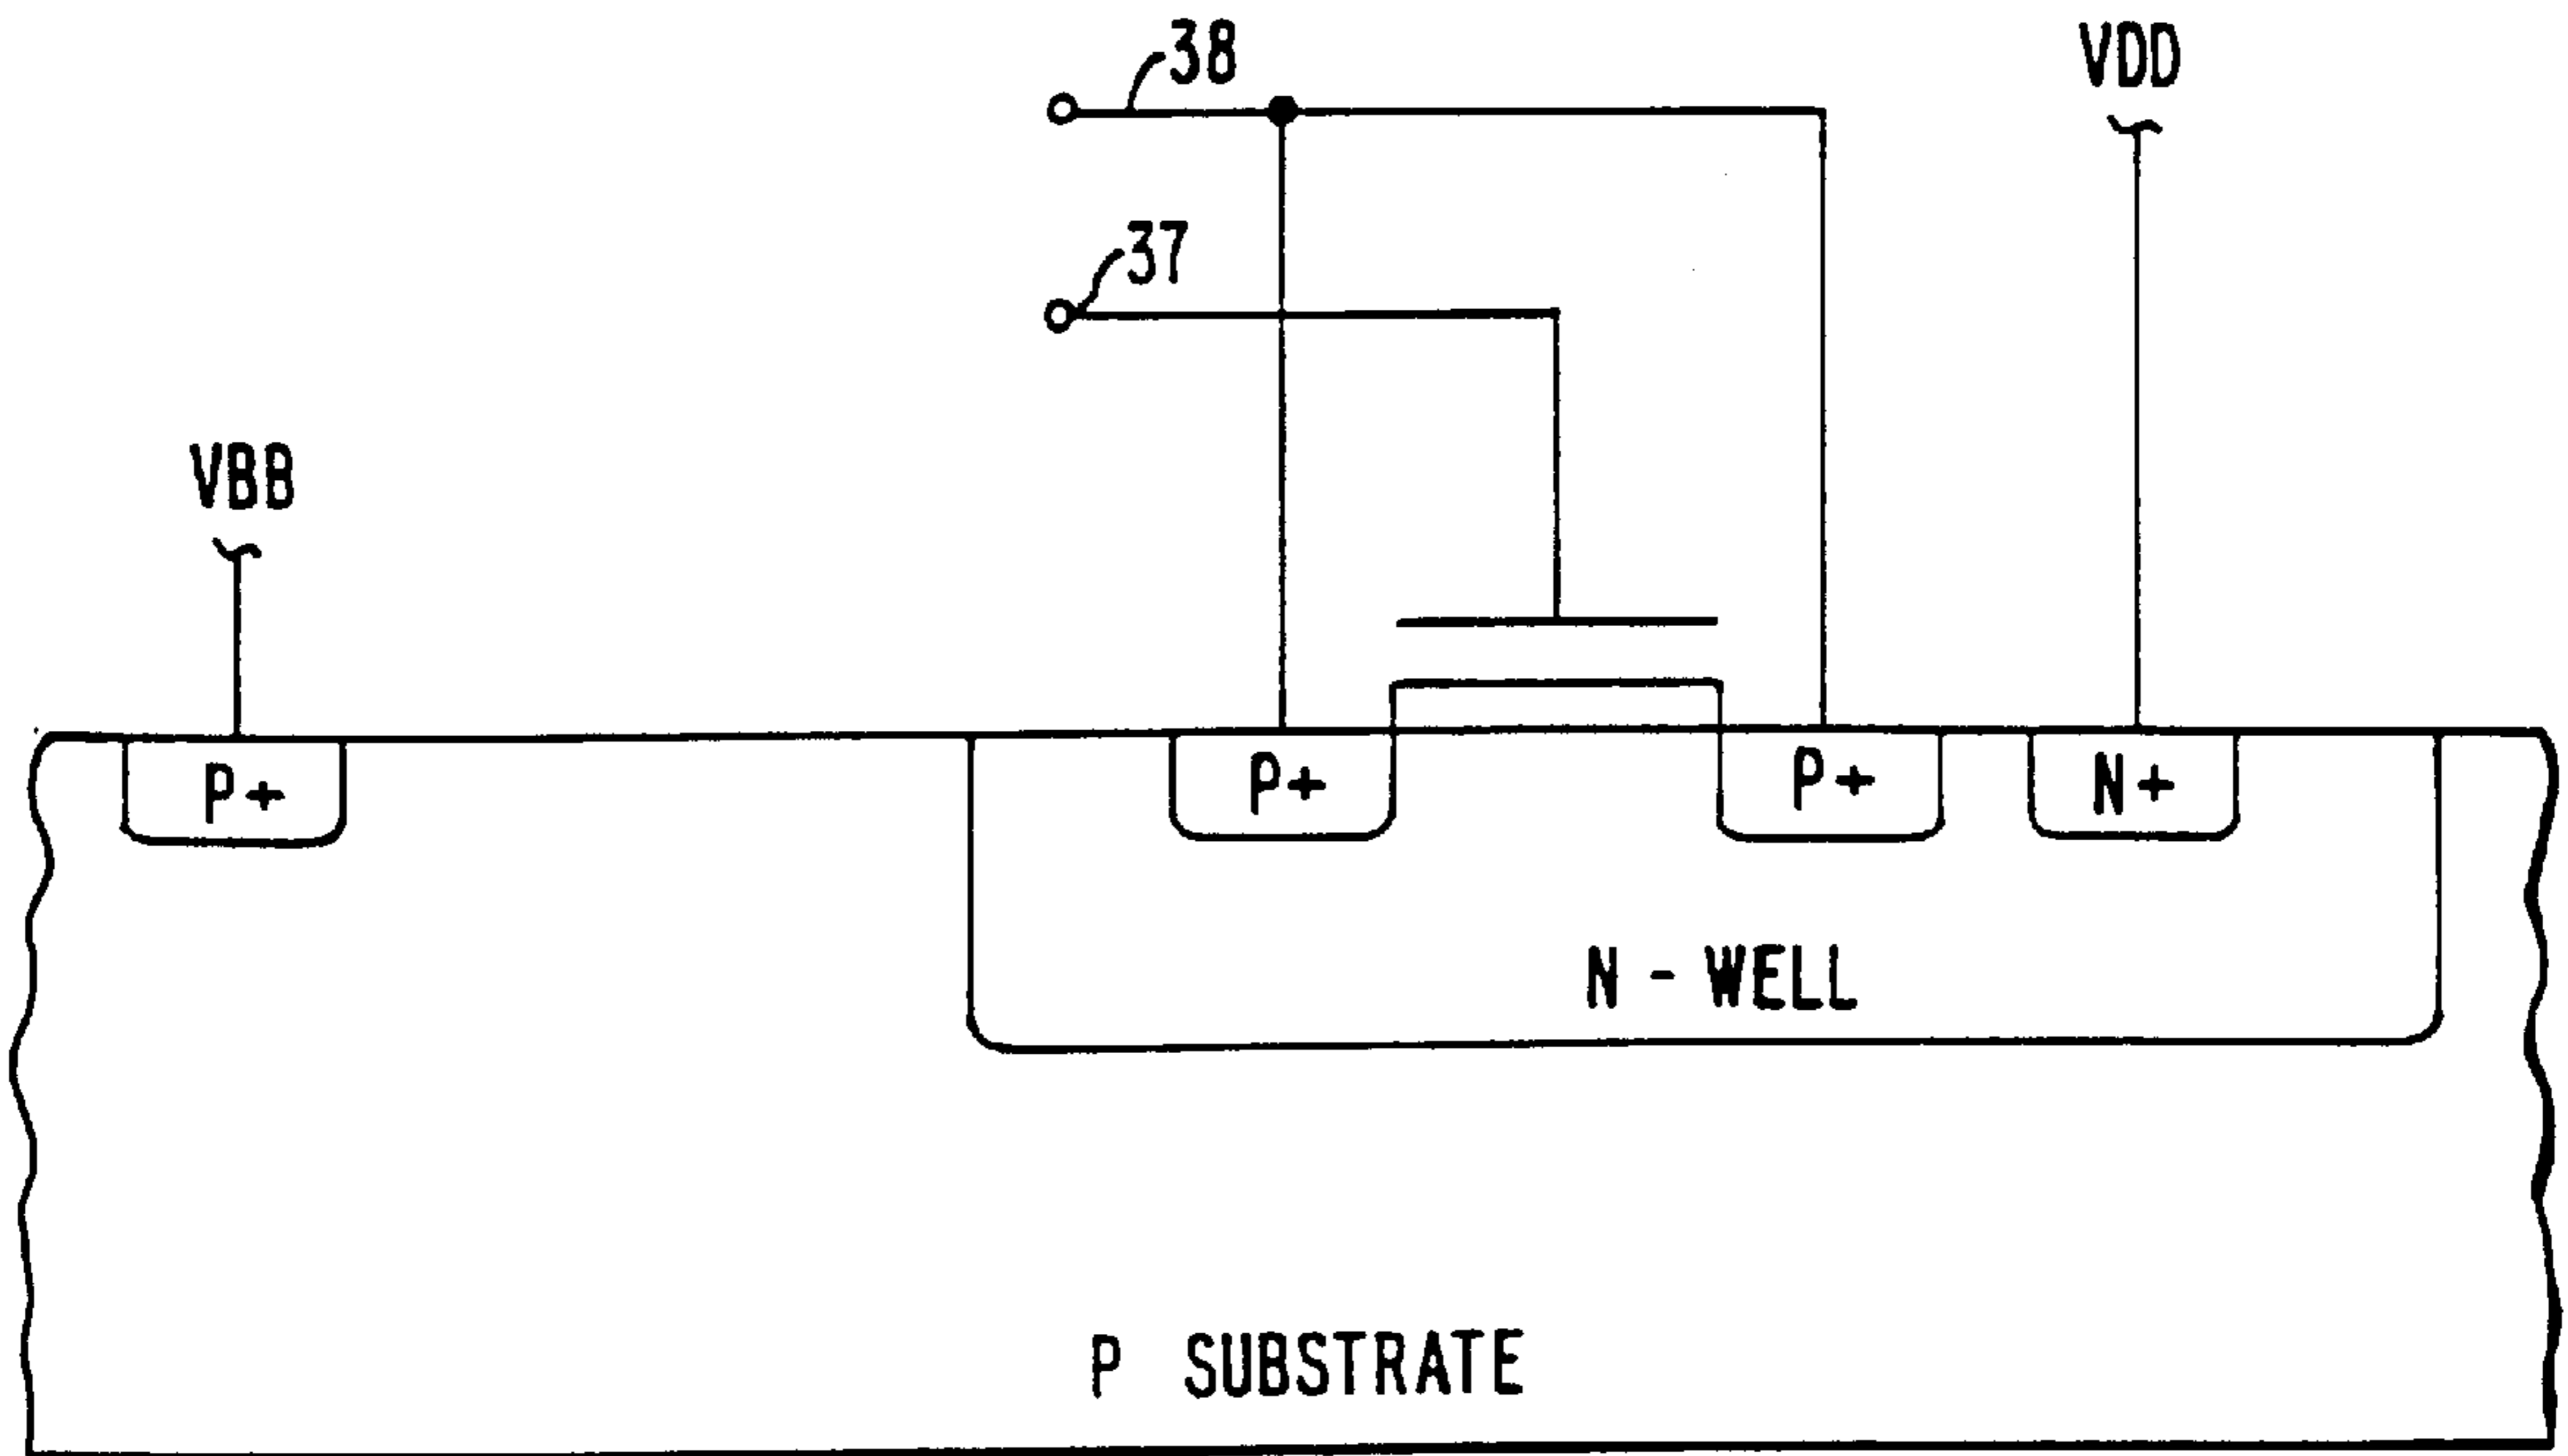 38
VDD
37
VBB
P+
P+
P+
N+
N - WELL
P SUBSTRATE